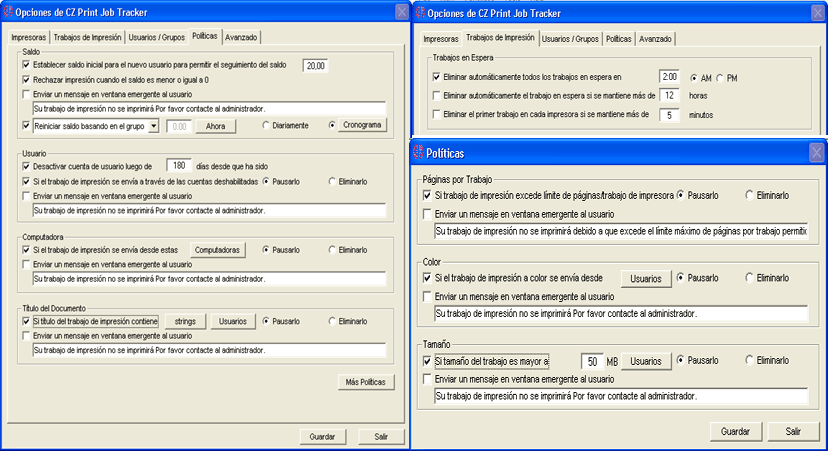 Opciones de CZ Print Job Tracker
Impresoras Trabajos de Impresión Usuarios / Grupos Políticas Avanzado
Saldo
Establecer saldo inicial para el nuevo usuario para permitir el seguimiento del saldo 20,00
Rechazar impresión cuando el saldo es menor o igual a 0
Enviar un mensaje en ventana emergente al usuario
Su trabajo de impresión no se imprimirá Por favor contacte al administrador.
Reiniciar saldo basando en el grupo 0.00 Ahora Diariamente Cronograma
Usuario
Desactivar cuenta de usuario luego de 180 días desde que ha sido
Si el trabajo de impresión se envía a través de las cuentas deshabilitadas Pausarlo Eliminarlo
Enviar un mensaje en ventana emergente al usuario
Su trabajo de impresión no se imprimirá Por favor contacte al administrador.
Computadora
Si el trabajo de impresión se envía desde estas Computadoras Pausarlo Eliminarlo
Enviar un mensaje en ventana emergente al usuario
Su trabajo de impresión no se imprimirá Por favor contacte al administrador.
Título del Documento
Si título del trabajo de impresión contiene strings Usuarios Pausarlo Eliminarlo
Enviar un mensaje en ventana emergente al usuario
Su trabajo de impresión no se imprimirá Por favor contacte al administrador.
Más Políticas
Guardar Salir
Opciones de CZ Print Job Tracker
Impresoras Trabajos de Impresión Usuarios / Grupos Políticas Avanzado
Trabajos en Espera
Eliminar automáticamente todos los trabajos en espera en 2:00 AM PM
Eliminar automáticamente el trabajo en espera si se mantiene más de 12 horas
Eliminar el primer trabajo en cada impresora si se mantiene más de 5 minutos
Políticas
Páginas por Trabajo
Si trabajo de impresión excede límite de páginas/trabajo de impresora Pausarlo Eliminarlo
Enviar un mensaje en ventana emergente al usuario
Su trabajo de impresión no se imprimirá debido a que excede el límite máximo de páginas por trabajo permitic
Color
Si el trabajo de impresión a color se envía desde Usuarios Pausarlo Eliminarlo
Enviar un mensaje en ventana emergente al usuario
Su trabajo de impresión no se imprimirá Por favor contacte al administrador.
Tamaño
Si tamaño del trabajo es mayor a 50 MB Usuarios Pausarlo Eliminarlo
Enviar un mensaje en ventana emergente al usuario
Su trabajo de impresión no se imprimirá Por favor contacte al administrador.
Guardar Salir